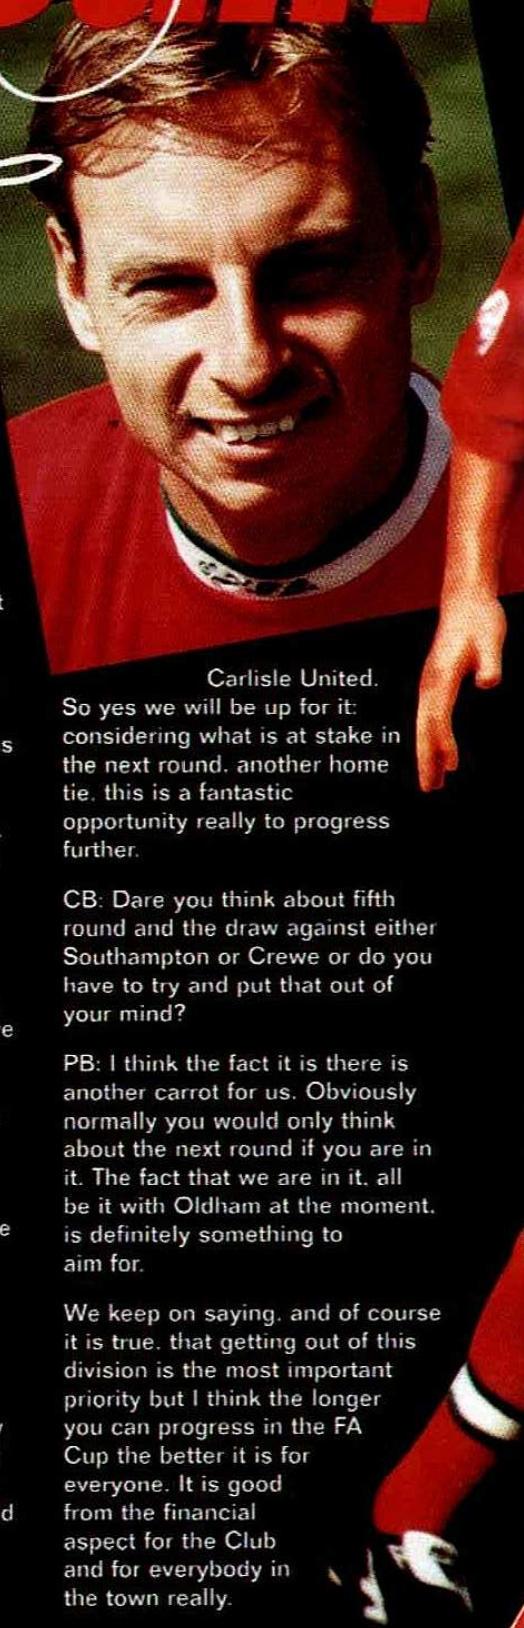 Carlisle United.
So yes we will be up for it:
considering what is at stake in
the next round, another home
tie, this is a fantastic
opportunity really to progress
further.
CB: Dare you think about fifth
round and the draw against either
Southampton or Crewe or do you
have to try and put that out of
your mind?
PB: I think the fact it is there is
another carrot for us. Obviously
normally you would only think
about the next round if you are in
it. The fact that we are in it, all
be it with Oldham at the moment,
is definitely something to
aim for.
We keep on saying, and of course
it is true, that getting out of this
division is the most important
priority but I think the longer
you can progress in the FA
Cup the better it is for
everyone. It is good
from the financial
aspect for the Club
and for everybody in
the town really.